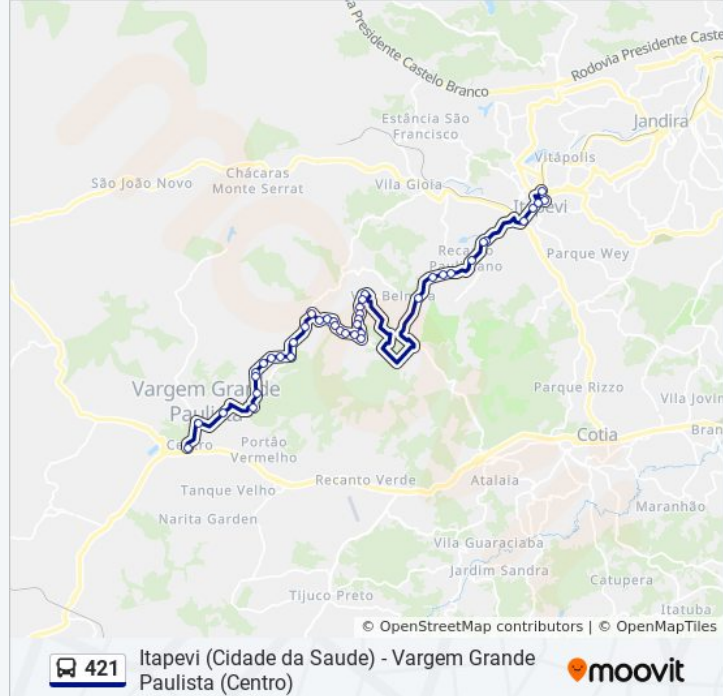 Rodovia Presidente Castelo Branco
Rodovia Presidente Caste
Estância São
Francisco
Jandira
Vitápolis
Chácaras
Monte Serrat
São João Novo
Vila Gioia
Itapevi
Parque Wey
Recanto
Paulistano
Belmira
Vargem Grande
Paulista
Parque Rizzo
Vila Jovin
Cotia
Bran
Centro
Portão
Vermelho
Recanto Verde
Atalaia
Tanque Velho
Maranhão
Narita Garden
Vila Guaraciaba
Jardim Sandra
Catupera
Tijuco Preto
Itatuba
© OpenStreetMap contributors | © OpenMapTiles
421
Itapevi (Cidade da Saude) - Vargem Grande
Paulista (Centro)
moovit